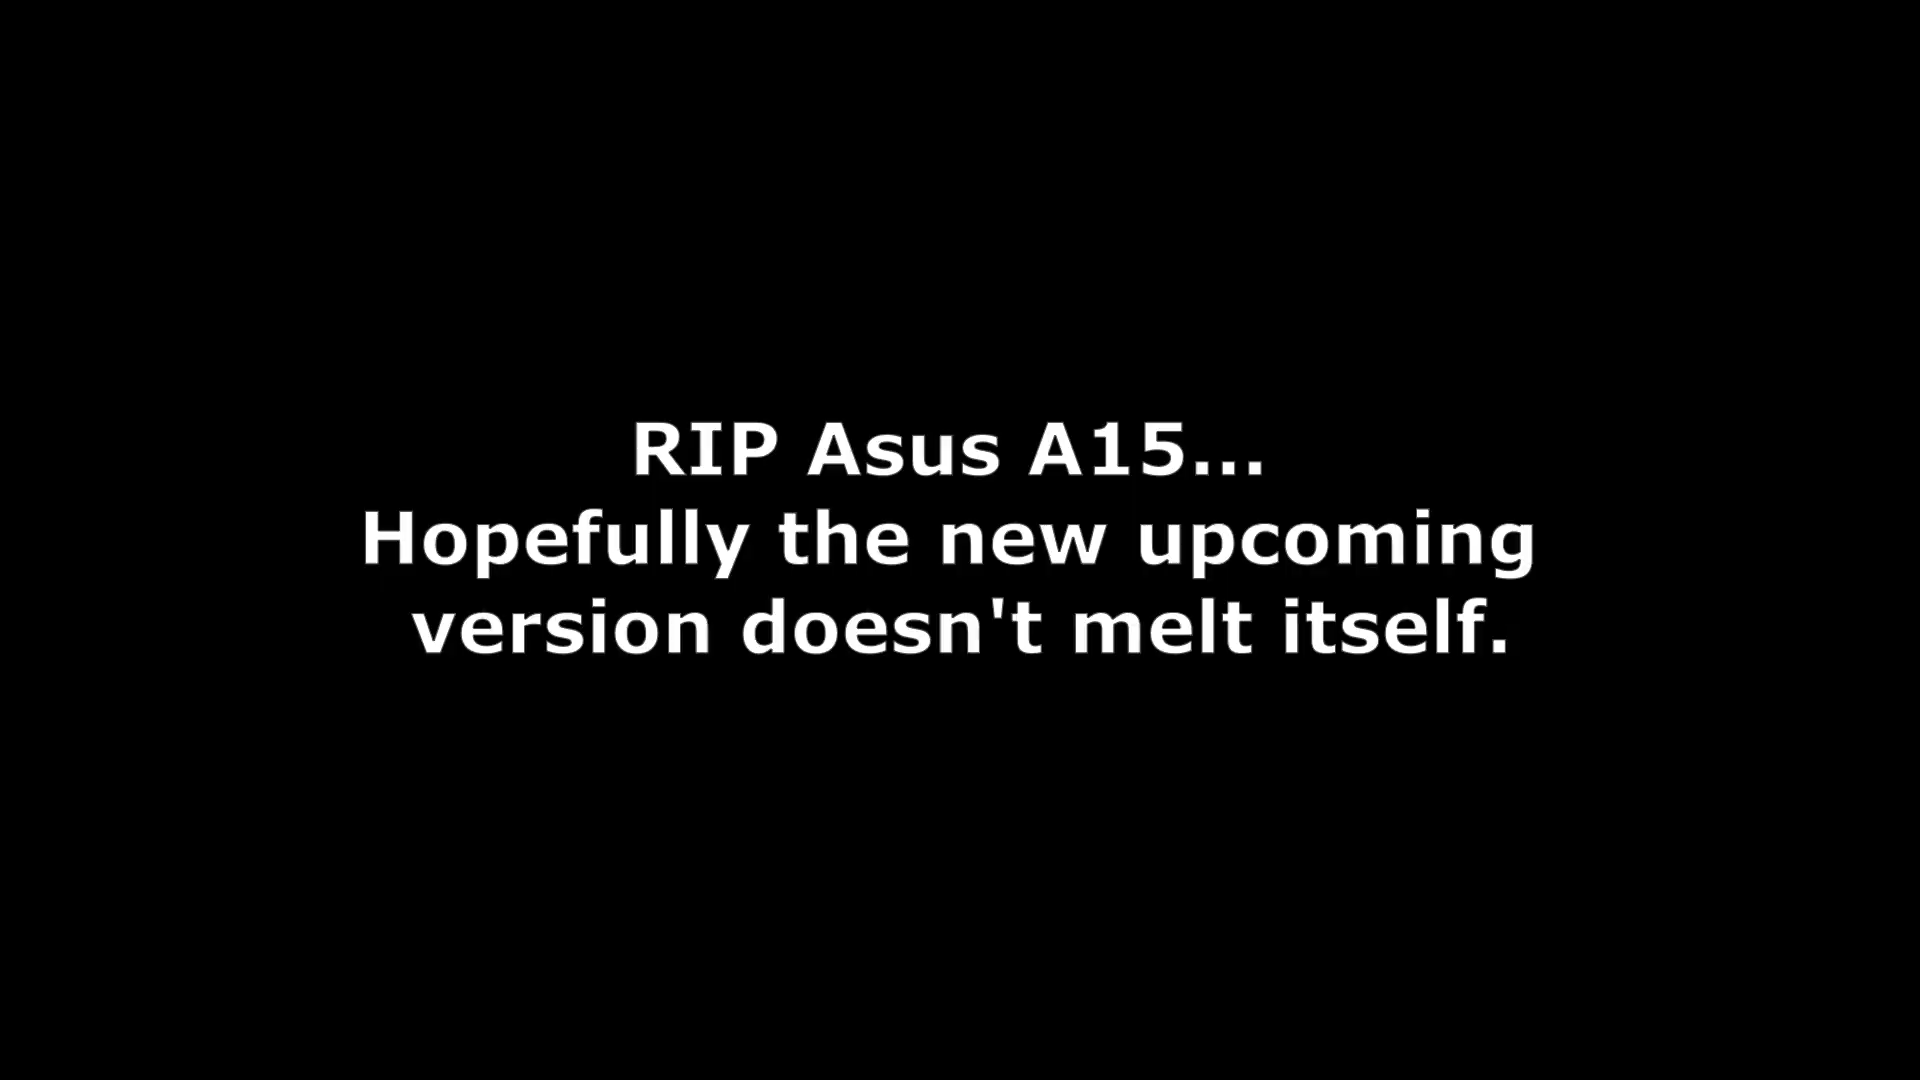 RIP Asus A15...
Hopefully the new upcoming
version doesn't melt itself.